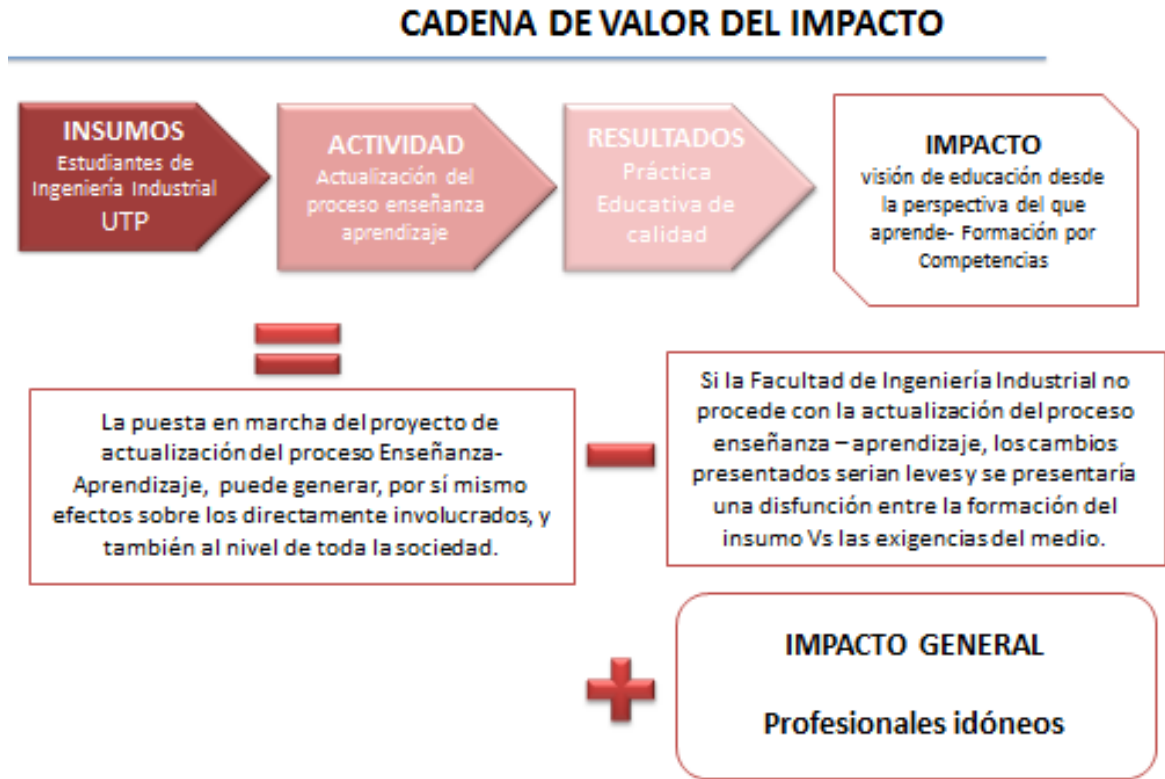 CADENA DE VALOR DEL IMPACTO
INSUMOS
Estudiantes de
Ingeniería Industrial
UTP
ACTIVIDAD
Actualización del
proceso enseñanza
aprendizaje
RESULTADOS
Práctica
Educativa de
calidad
IMPACTO
visión de educación desde
la perspectiva del que
aprende- Formación por
Competencias
La puesta en marcha del proyecto de
actualización del proceso Enseñanza-
Aprendizaje, puede generar, por sí mismo
efectos sobre los directamente involucrados, y
también al nivel de toda la sociedad.
Si la Facultad de Ingeniería Industrial no
procede con la actualización del proceso
enseñanza – aprendizaje, los cambios
presentados serian leves y se presentaría
una disfunción entre la formación del
insumo Vs las exigencias del medio.
IMPACTO GENERAL
Profesionales idóneos